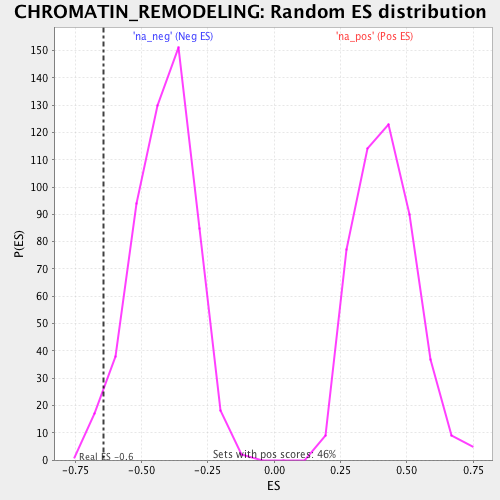 CHROMATIN_REMODELING: Random ES distribution
'na_neg' (Neg ES)
'na_pos' (Pos ES)
150
140
130
120
110
100
90
80
70
60
50
40
30
20
10
0
P(ES)
Real ES -0.6
Sets with pos scores: 46%
-0.75 -0.50 -0.25 0.00 0.25 0.50 0.75
ES